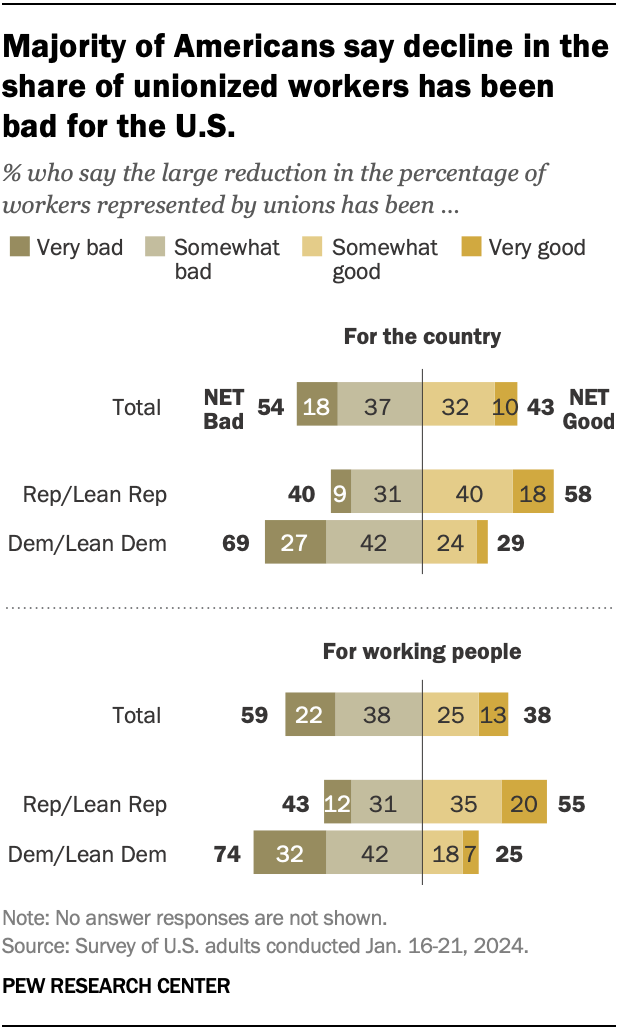 Majority of Americans say decline in the
share of unionized workers has been
bad for the U.S.
% who say the large reduction in the percentage of
workers represented by unions has been ...
Very bad Somewhat bad Somewhat good Very good
For the country
Total NET Bad 54 18 37 32 10 43 NET Good
Rep/Lean Rep 40 9 31 40 18 58
Dem/Lean Dem 69 27 42 24 29
For working people
Total 59 22 38 25 13 38
Rep/Lean Rep 43 12 31 35 20 55
Dem/Lean Dem 74 32 42 18 7 25
Note: No answer responses are not shown.
Source: Survey of U.S. adults conducted Jan. 16-21, 2024.
PEW RESEARCH CENTER